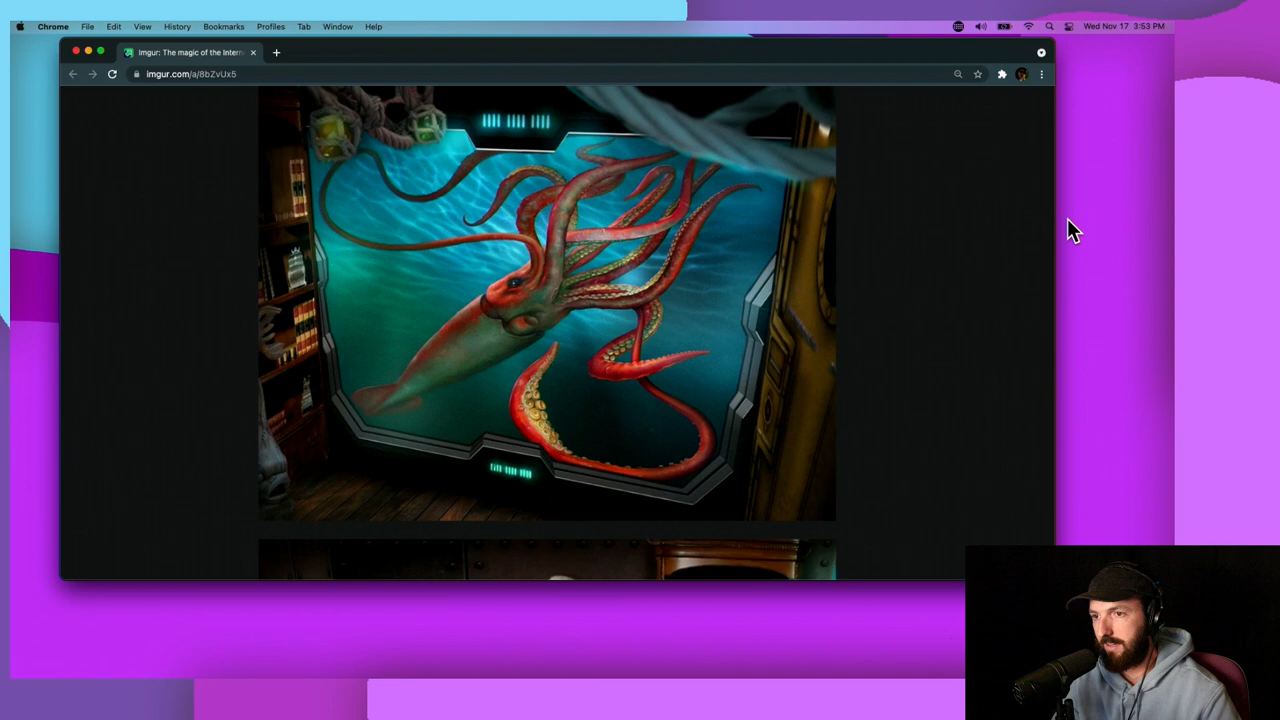 Chrome File Edit View History Bookmarks Profiles Tab Window Help Wed Nov 17 3:53 PM
Imgur: The magic of the Intern
imgur.com/a/8bZvUx5